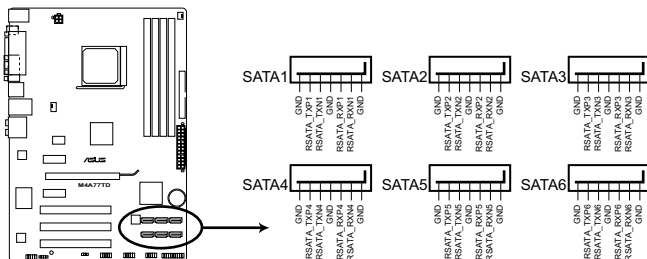 SATA1
GND
RSATA_TXP1
RSATA_TXN1
GND
RSATA_RXP1
RSATA_RXN1
GND
SATA2
GND
RSATA_TXP2
RSATA_TXN2
GND
RSATA_RXP2
RSATA_RXN2
GND
SATA3
GND
RSATA_TXP3
RSATA_TXN3
GND
RSATA_RXP3
RSATA_RXN3
GND
ASUS
M4A77TD
SATA4
GND
RSATA_TXP4
RSATA_TXN4
GND
RSATA_RXP4
RSATA_RXN4
GND
SATA5
GND
RSATA_TXP5
RSATA_TXN5
GND
RSATA_RXP5
RSATA_RXN5
GND
SATA6
GND
RSATA_TXP6
RSATA_TXN6
GND
RSATA_RXP6
RSATA_RXN6
GND